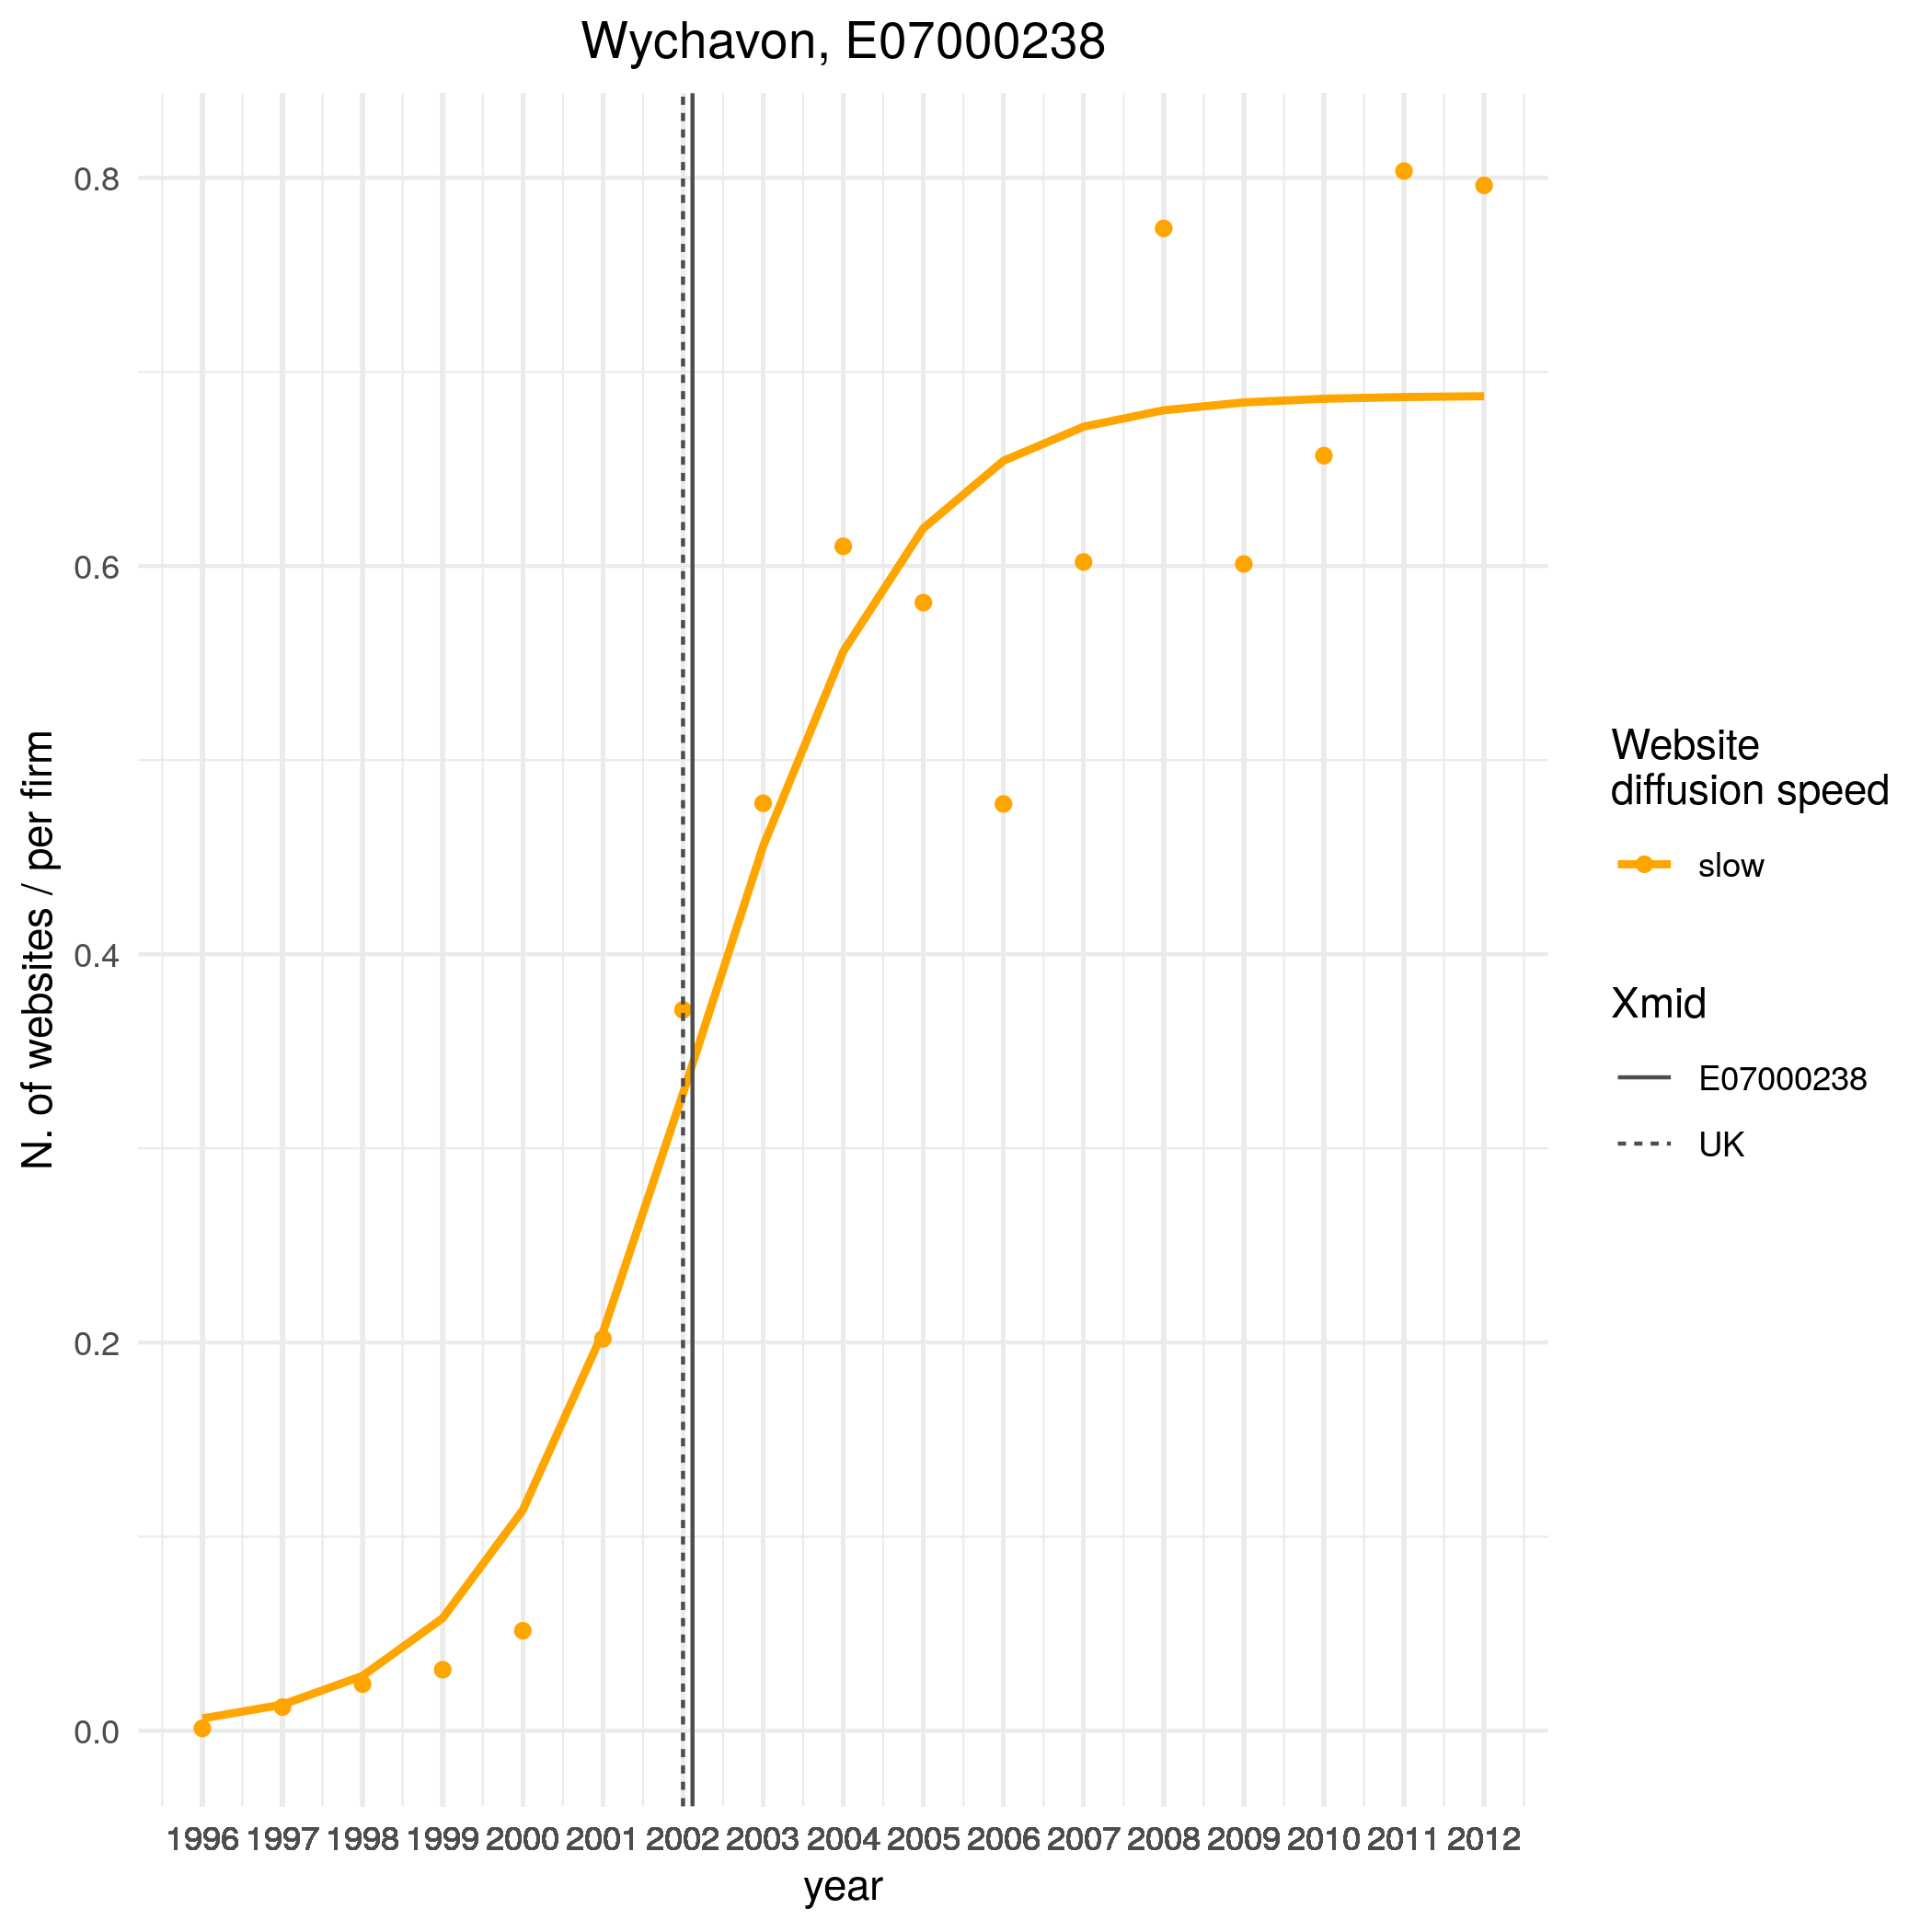 Wychavon, E07000238
N. of websites / per firm
0.8
0.6
0.4
0.2
0.0
1996 1997 1998 1999 2000 2001 2002 2003 2004 2005 2006 2007 2008 2009 2010 2011 2012
year
Website
diffusion speed
slow
Xmid
E07000238
UK